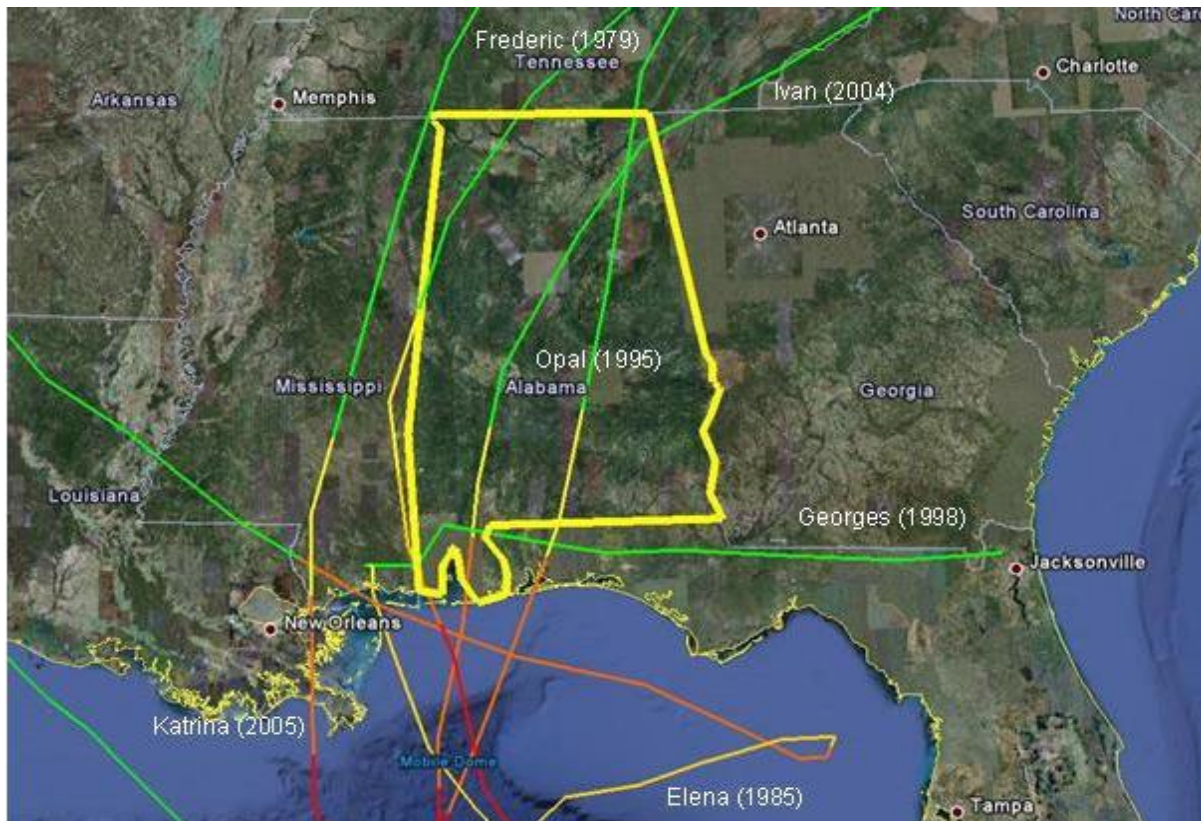 North Car
Frederic (1979)
Tennessee
Charlotte
Arkansas
Memphis
Ivan (2004)
South Carolina
Atlanta
Opal (1995)
Mississippi
Alabama
Georgia
Louisiana
Georges (1998)
Jacksonville
New Orleans
Katrina (2005)
Mobile Dome
Elena (1985)
Tampa